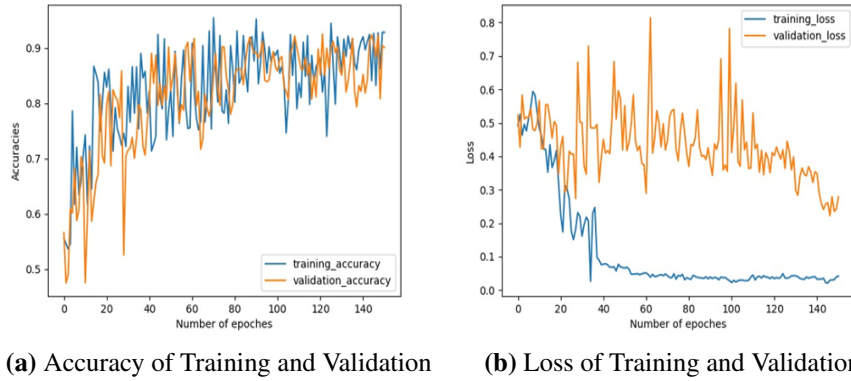 0.9
0.8
0.7
0.6
0.5
Accuracies
training_accuracy
validation_accuracy
0 20 40 60 80 100 120 140
Number of epoches
(a) Accuracy of Training and Validation
0.8
0.7
0.6
0.5
0.4
0.3
0.2
0.1
0.0
Loss
training_loss
validation_loss
0 20 40 60 80 100 120 140
Number of epoches
(b) Loss of Training and Validation